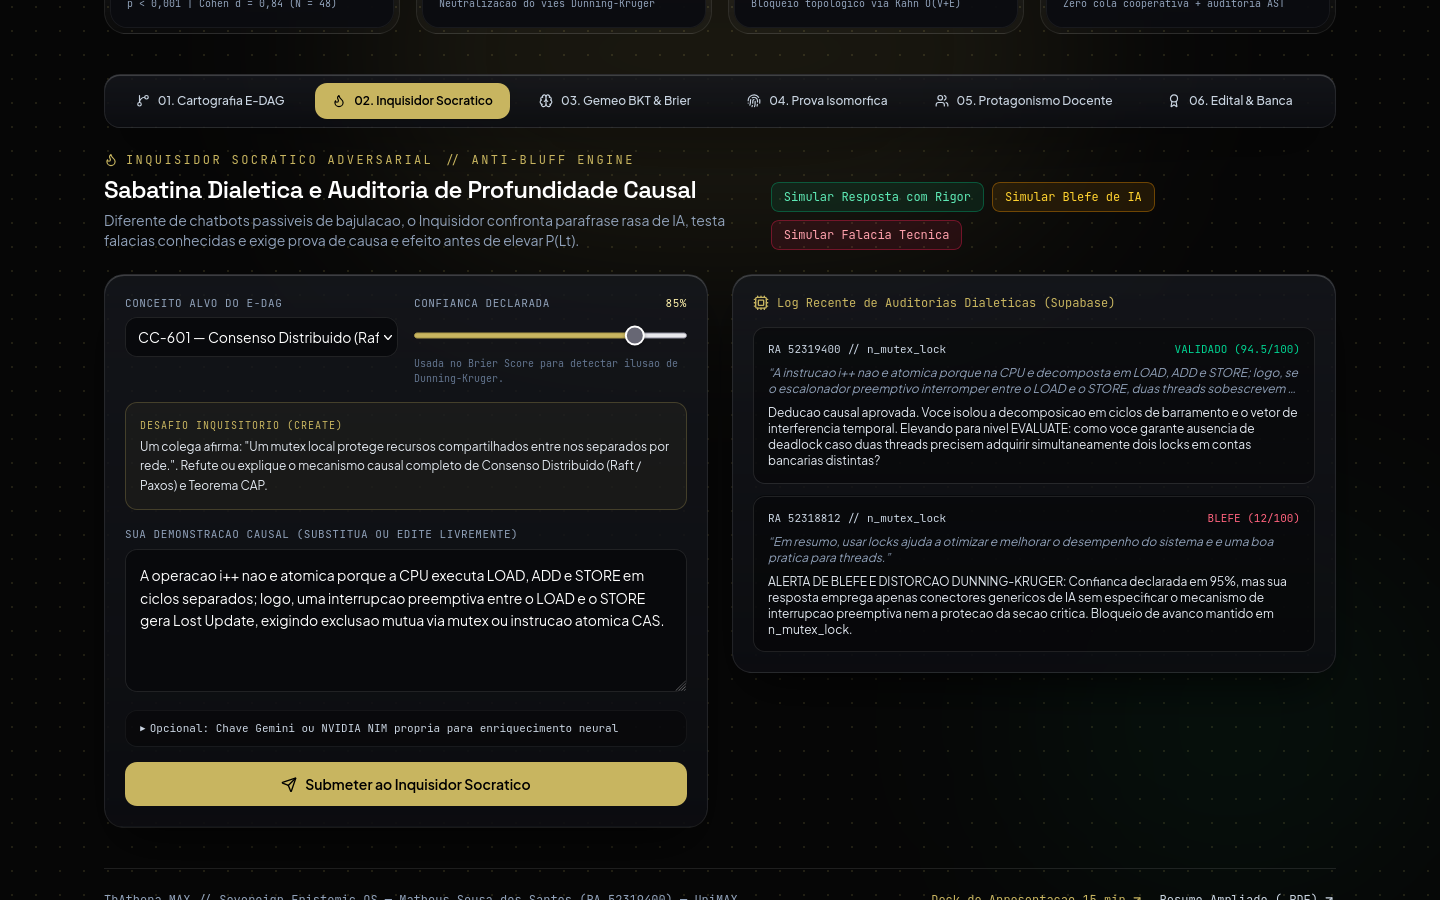 p < 0,001 | Cohen d = 0,84 (N = 48)
Neutralizacao do vies Dunning-Kruger
Bloqueio topologico via Kahn O(V+E)
Zero cola cooperativa + auditoria AST
01. Cartografia E-DAG
02. Inquisidor Socratico
03. Gemeo BKT & Brier
04. Prova Isomorfica
05. Protagonismo Docente
06. Edital & Banca
INQUISIDOR SOCRATICO ADVERSARIAL // ANTI-BLUFF ENGINE
Sabatina Dialetica e Auditoria de Profundidade Causal
Diferente de chatbots passiveis de bajulacao, o Inquisidor confronta parafrase rasa de IA, testa
falacias conhecidas e exige prova de causa e efeito antes de elevar P(Lt).
Simular Resposta com Rigor
Simular Blefe de IA
Simular Falacia Tecnica
CONCEITO ALVO DO E-DAG
CC-601 — Consenso Distribuido (Raf
CONFIANCA DECLARADA
85%
Usada no Brier Score para detectar ilusao de
Dunning-Kruger.
DESAFIO INQUISITORIO (CREATE)
Um colega afirma: "Um mutex local protege recursos compartilhados entre nos separados por
rede.". Refute ou explique o mecanismo causal completo de Consenso Distribuido (Raft /
Paxos) e Teorema CAP.
SUA DEMONSTRACAO CAUSAL (SUBSTITUA OU EDITE LIVREMENTE)
A operacao i++ nao e atomica porque a CPU executa LOAD, ADD e STORE em
ciclos separados; logo, uma interrupcao preemptiva entre o LOAD e o STORE
gera Lost Update, exigindo exclusao mutua via mutex ou instrucao atomica CAS.
Opcional: Chave Gemini ou NVIDIA NIM propria para enriquecimento neural
Submeter ao Inquisidor Socratico
Log Recente de Auditorias Dialeticas (Supabase)
RA 52319400 // n_mutex_lock
VALIDADO (94.5/100)
“A instrucao i++ nao e atomica porque na CPU e decomposta em LOAD, ADD e STORE; logo, se
o escalonador preemptivo interromper entre o LOAD e o STORE, duas threads sobescrevem …
Deducao causal aprovada. Voce isolou a decomposicao em ciclos de barramento e o vetor de
interferencia temporal. Elevando para nivel EVALUATE: como voce garante ausencia de
deadlock caso duas threads precisem adquirir simultaneamente dois locks em contas
bancarias distintas?
RA 52318812 // n_mutex_lock
BLEFE (12/100)
“Em resumo, usar locks ajuda a otimizar e melhorar o desempenho do sistema e e uma boa
pratica para threads.”
ALERTA DE BLEFE E DISTORCAO DUNNING-KRUGER: Confianca declarada em 95%, mas sua
resposta emprega apenas conectores genericos de IA sem especificar o mecanismo de
interrupcao preemptiva nem a protecao da secao critica. Bloqueio de avanco mantido em
n_mutex_lock.
ThAthena MAX // Sovereign Epistemic OS — Matheus Sousa dos Santos (RA 52319400) — UniMAX
Deck de Apresentacao 15 min ↗
Resumo Ampliado (.PDF) ↗